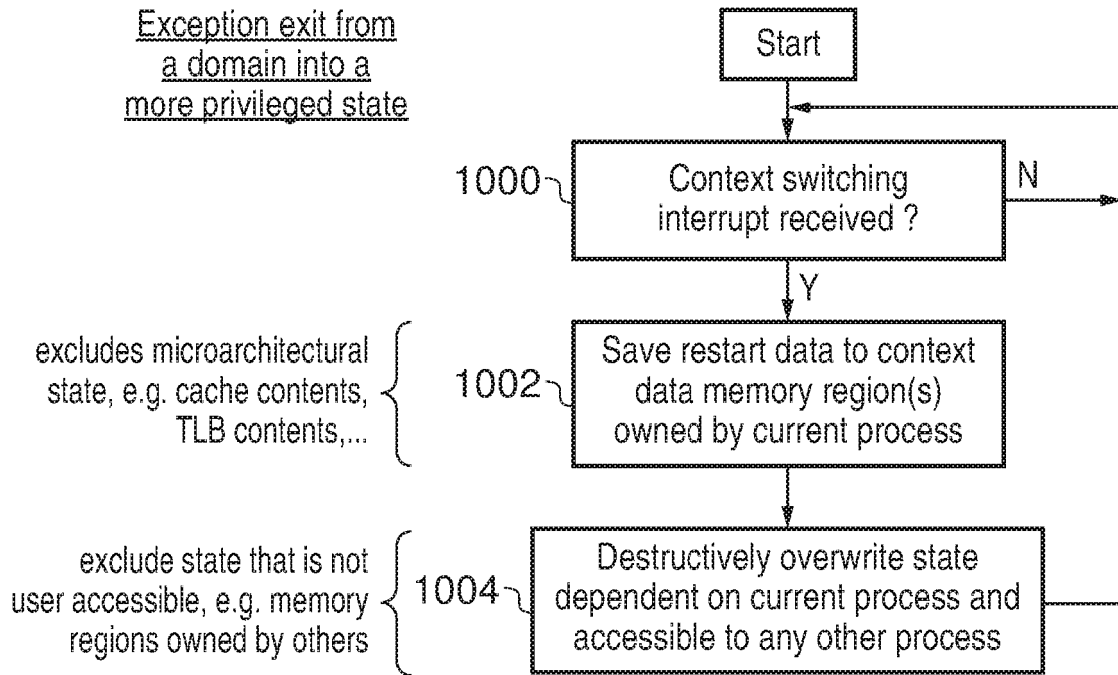 Exception exit from
a domain into a
more privileged state
Start
1000
Context switching
interrupt received ?
N
Y
excludes microarchitectural
state, e.g. cache contents,
TLB contents,...
1002
Save restart data to context
data memory region(s)
owned by current process
exclude state that is not
user accessible, e.g. memory
regions owned by others
1004
Destructively overwrite state
dependent on current process and
accessible to any other process